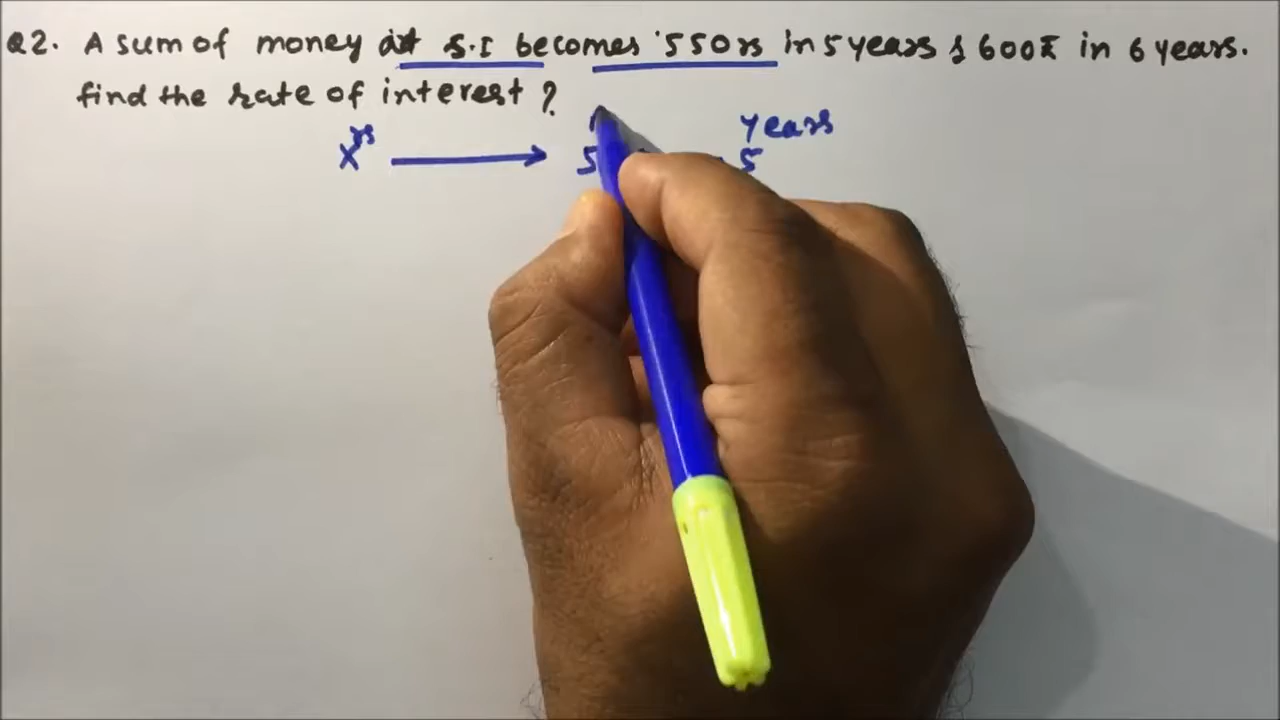 Q2. A sum of money at S.I becomes 550rs in 5 years & 600₹ in 6 years.
find the rate of interest?
x rs years
5